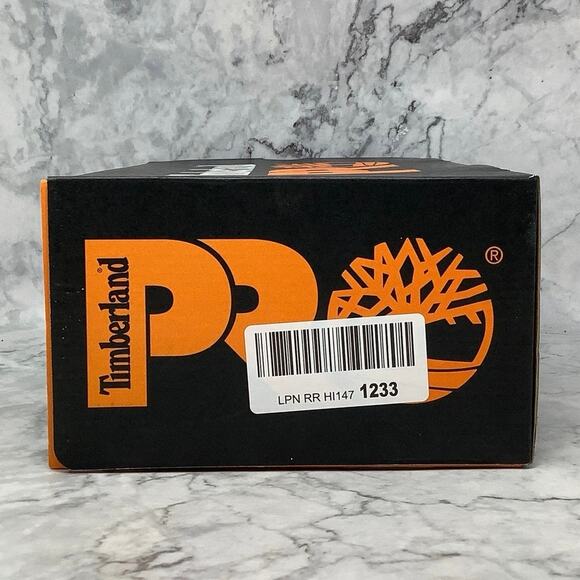 Timberland®
PRO ®
LPN RR HI147 1233